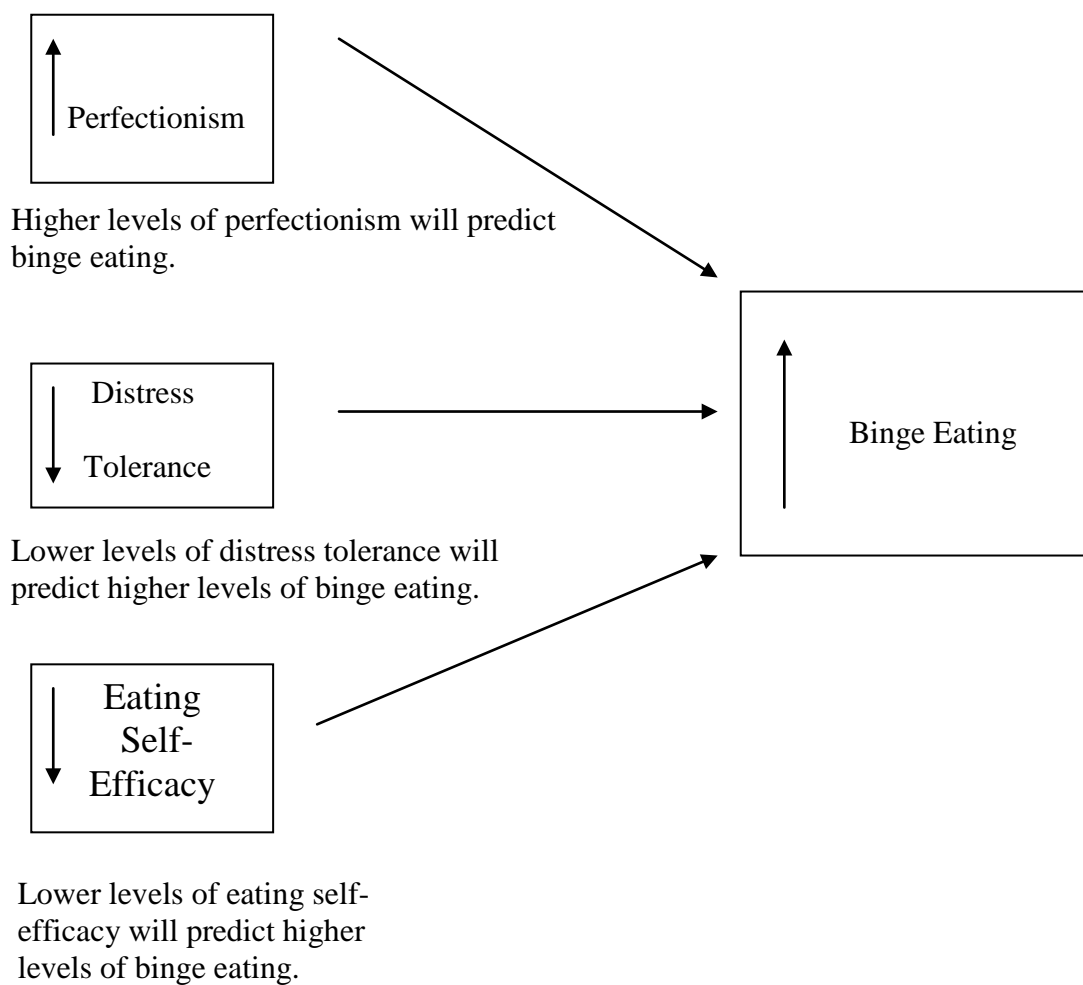 Perfectionism
Higher levels of perfectionism will predict
binge eating.
Distress
Tolerance
Lower levels of distress tolerance will
predict higher levels of binge eating.
Eating
Self-
Efficacy
Lower levels of eating self-
efficacy will predict higher
levels of binge eating.
Binge Eating